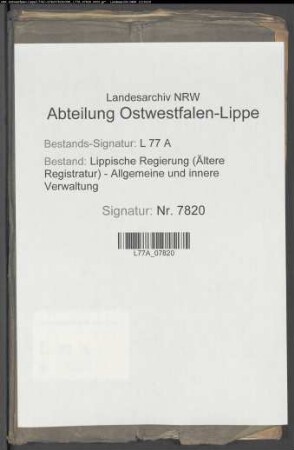 Landesarchiv NRW
Abteilung Ostwestfalen-Lippe
Bestands-Signatur: L 77 A
Bestand: Lippische Regierung (Ältere
Registratur) - Allgemeine und innere
Verwaltung
Signatur: Nr. 7820
L77A_07820